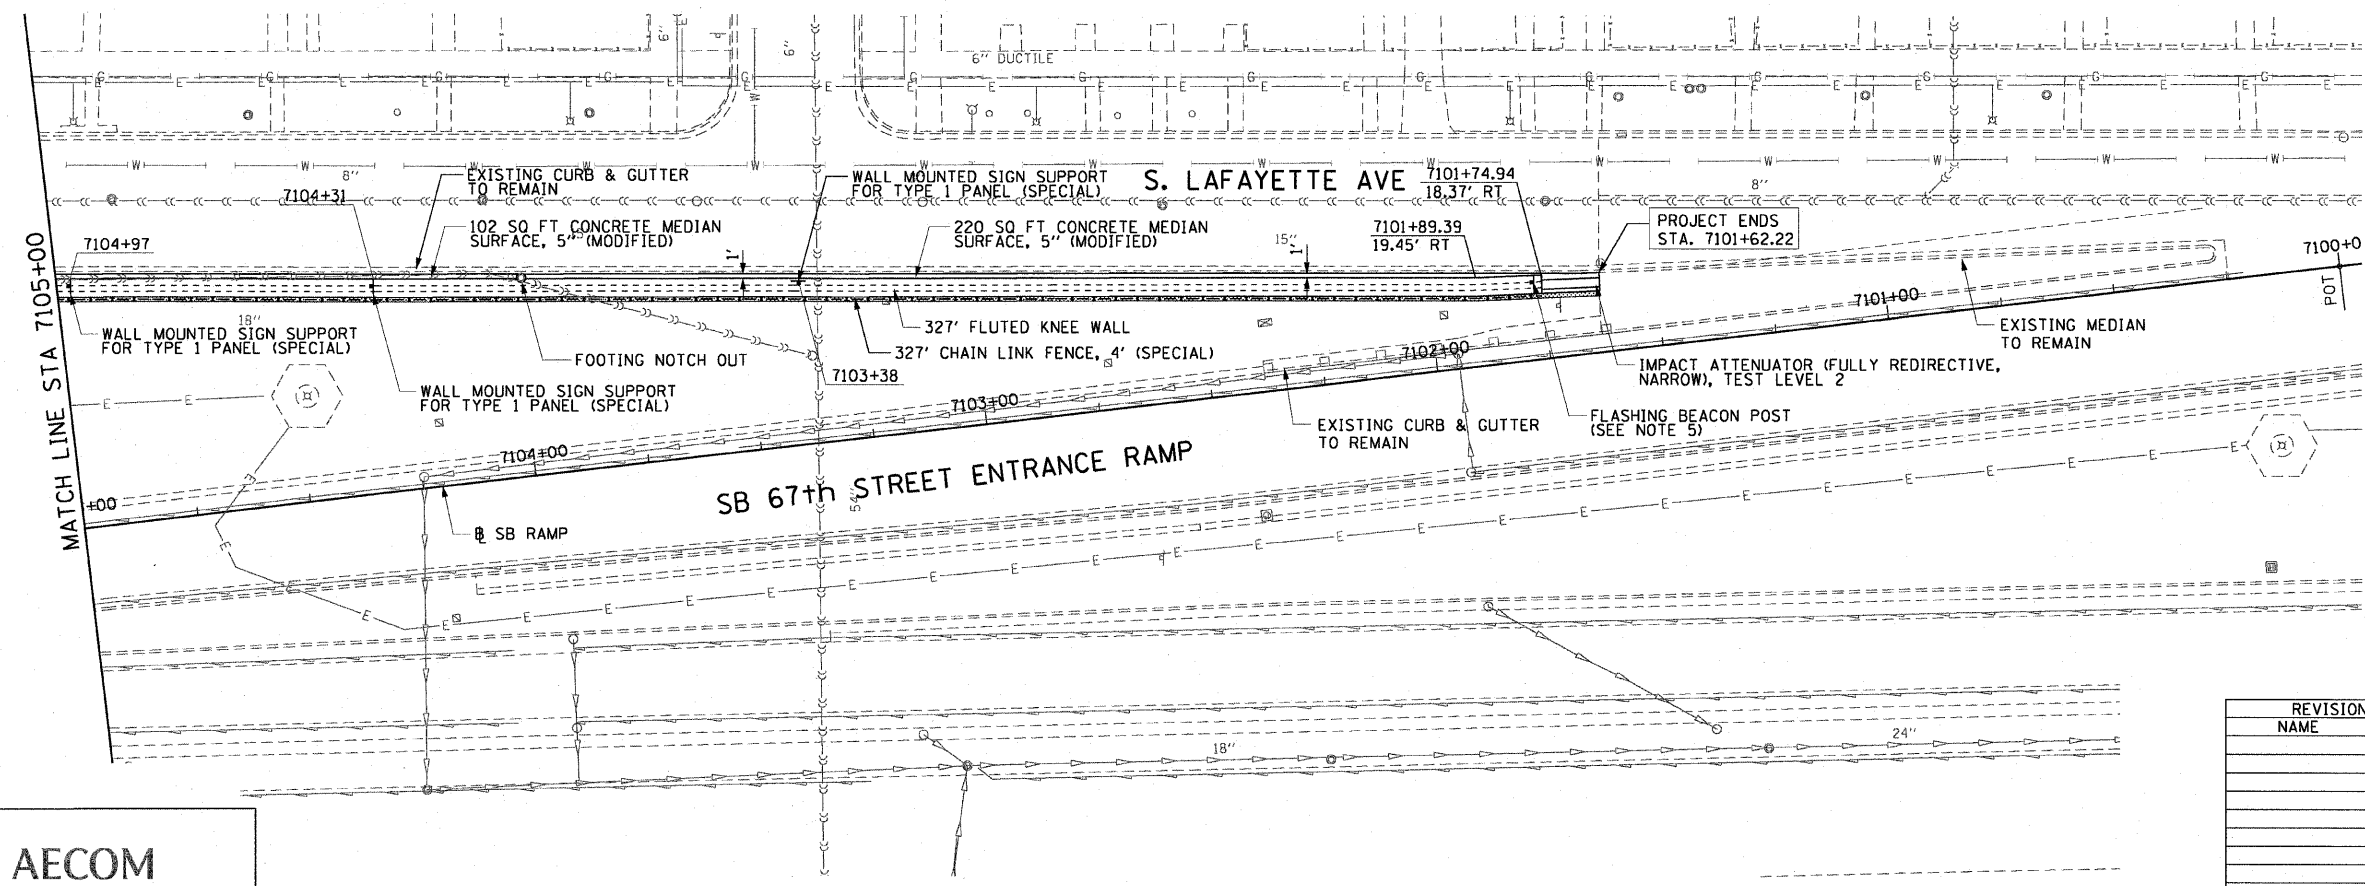 6"
6"
6" DUCTILE
8"
EXISTING CURB & GUTTER
TO REMAIN
WALL MOUNTED SIGN SUPPORT
FOR TYPE 1 PANEL (SPECIAL)
S. LAFAYETTE AVE
7101+74.94
18.37' RT
8"
7104+31
102 SQ FT CONCRETE MEDIAN
SURFACE, 5" (MODIFIED)
220 SQ FT CONCRETE MEDIAN
SURFACE, 5" (MODIFIED)
7101+89.39
19.45' RT
PROJECT ENDS
STA. 7101+62.22
7104+97
1'
15"
1'
7100+0
POT
MATCH LINE STA 7105+00
18"
WALL MOUNTED SIGN SUPPORT
FOR TYPE 1 PANEL (SPECIAL)
FOOTING NOTCH OUT
327' FLUTED KNEE WALL
327' CHAIN LINK FENCE, 4' (SPECIAL)
7103+38
7101+00
EXISTING MEDIAN
TO REMAIN
7102+00
IMPACT ATTENUATOR (FULLY REDIRECTIVE,
NARROW), TEST LEVEL 2
WALL MOUNTED SIGN SUPPORT
FOR TYPE 1 PANEL (SPECIAL)
7103+00
EXISTING CURB & GUTTER
TO REMAIN
FLASHING BEACON POST
(SEE NOTE 5)
7104+00
SB 67th STREET ENTRANCE RAMP
54"
+00
SB RAMP
18"
24"
REVISION
NAME
AECOM